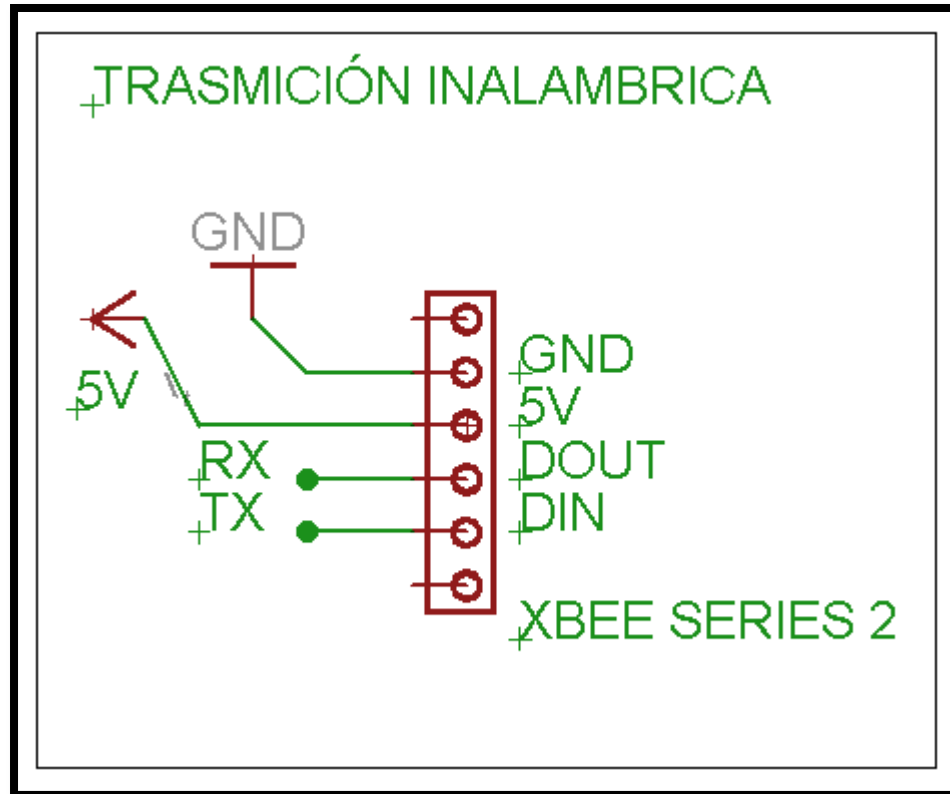 TRASMICIÓN INALAMBRICA
GND
GND
5V
5V
RX
DOUT
TX
DIN
XBEE SERIES 2